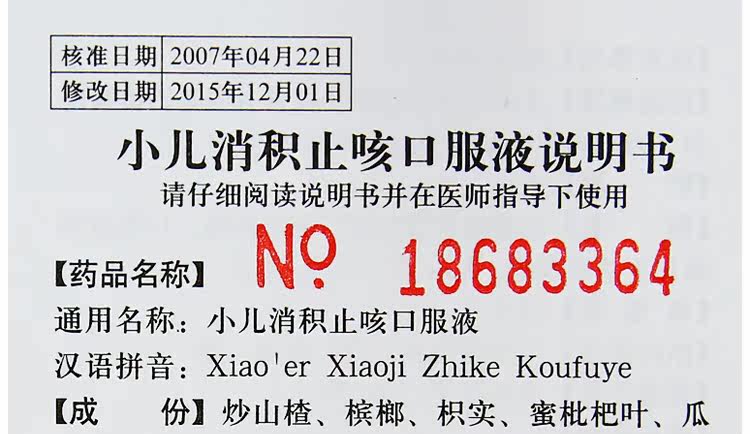 核准日期 2007年04月22日
修改日期 2015年12月01日
小儿消积止咳口服液说明书
请仔细阅读说明书并在医师指导下使用
【药品名称】 No. 18683364
通用名称：小儿消积止咳口服液
汉语拼音：Xiao'er Xiaoji Zhike Koufuye
【成 份】炒山楂、槟榔、枳实、蜜枇杷叶、瓜